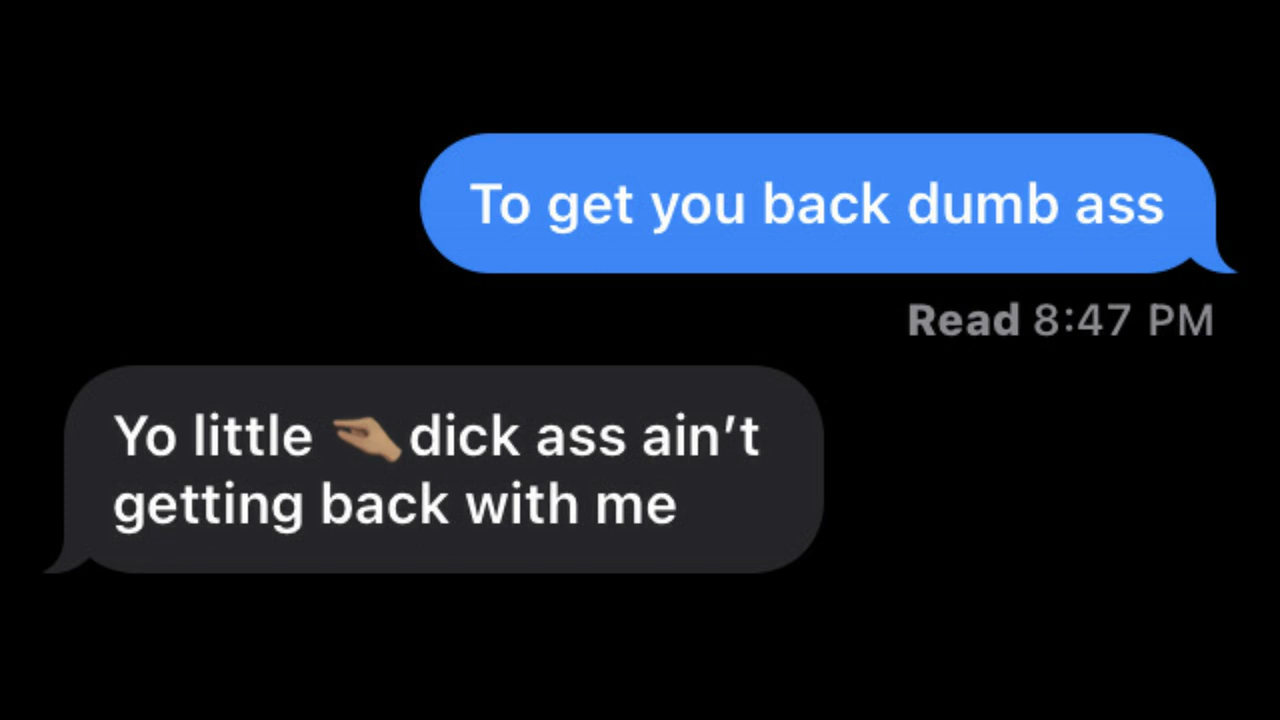 To get you back dumb ass
Read 8:47 PM
Yo little 🤏🏽dick ass ain’t
getting back with me